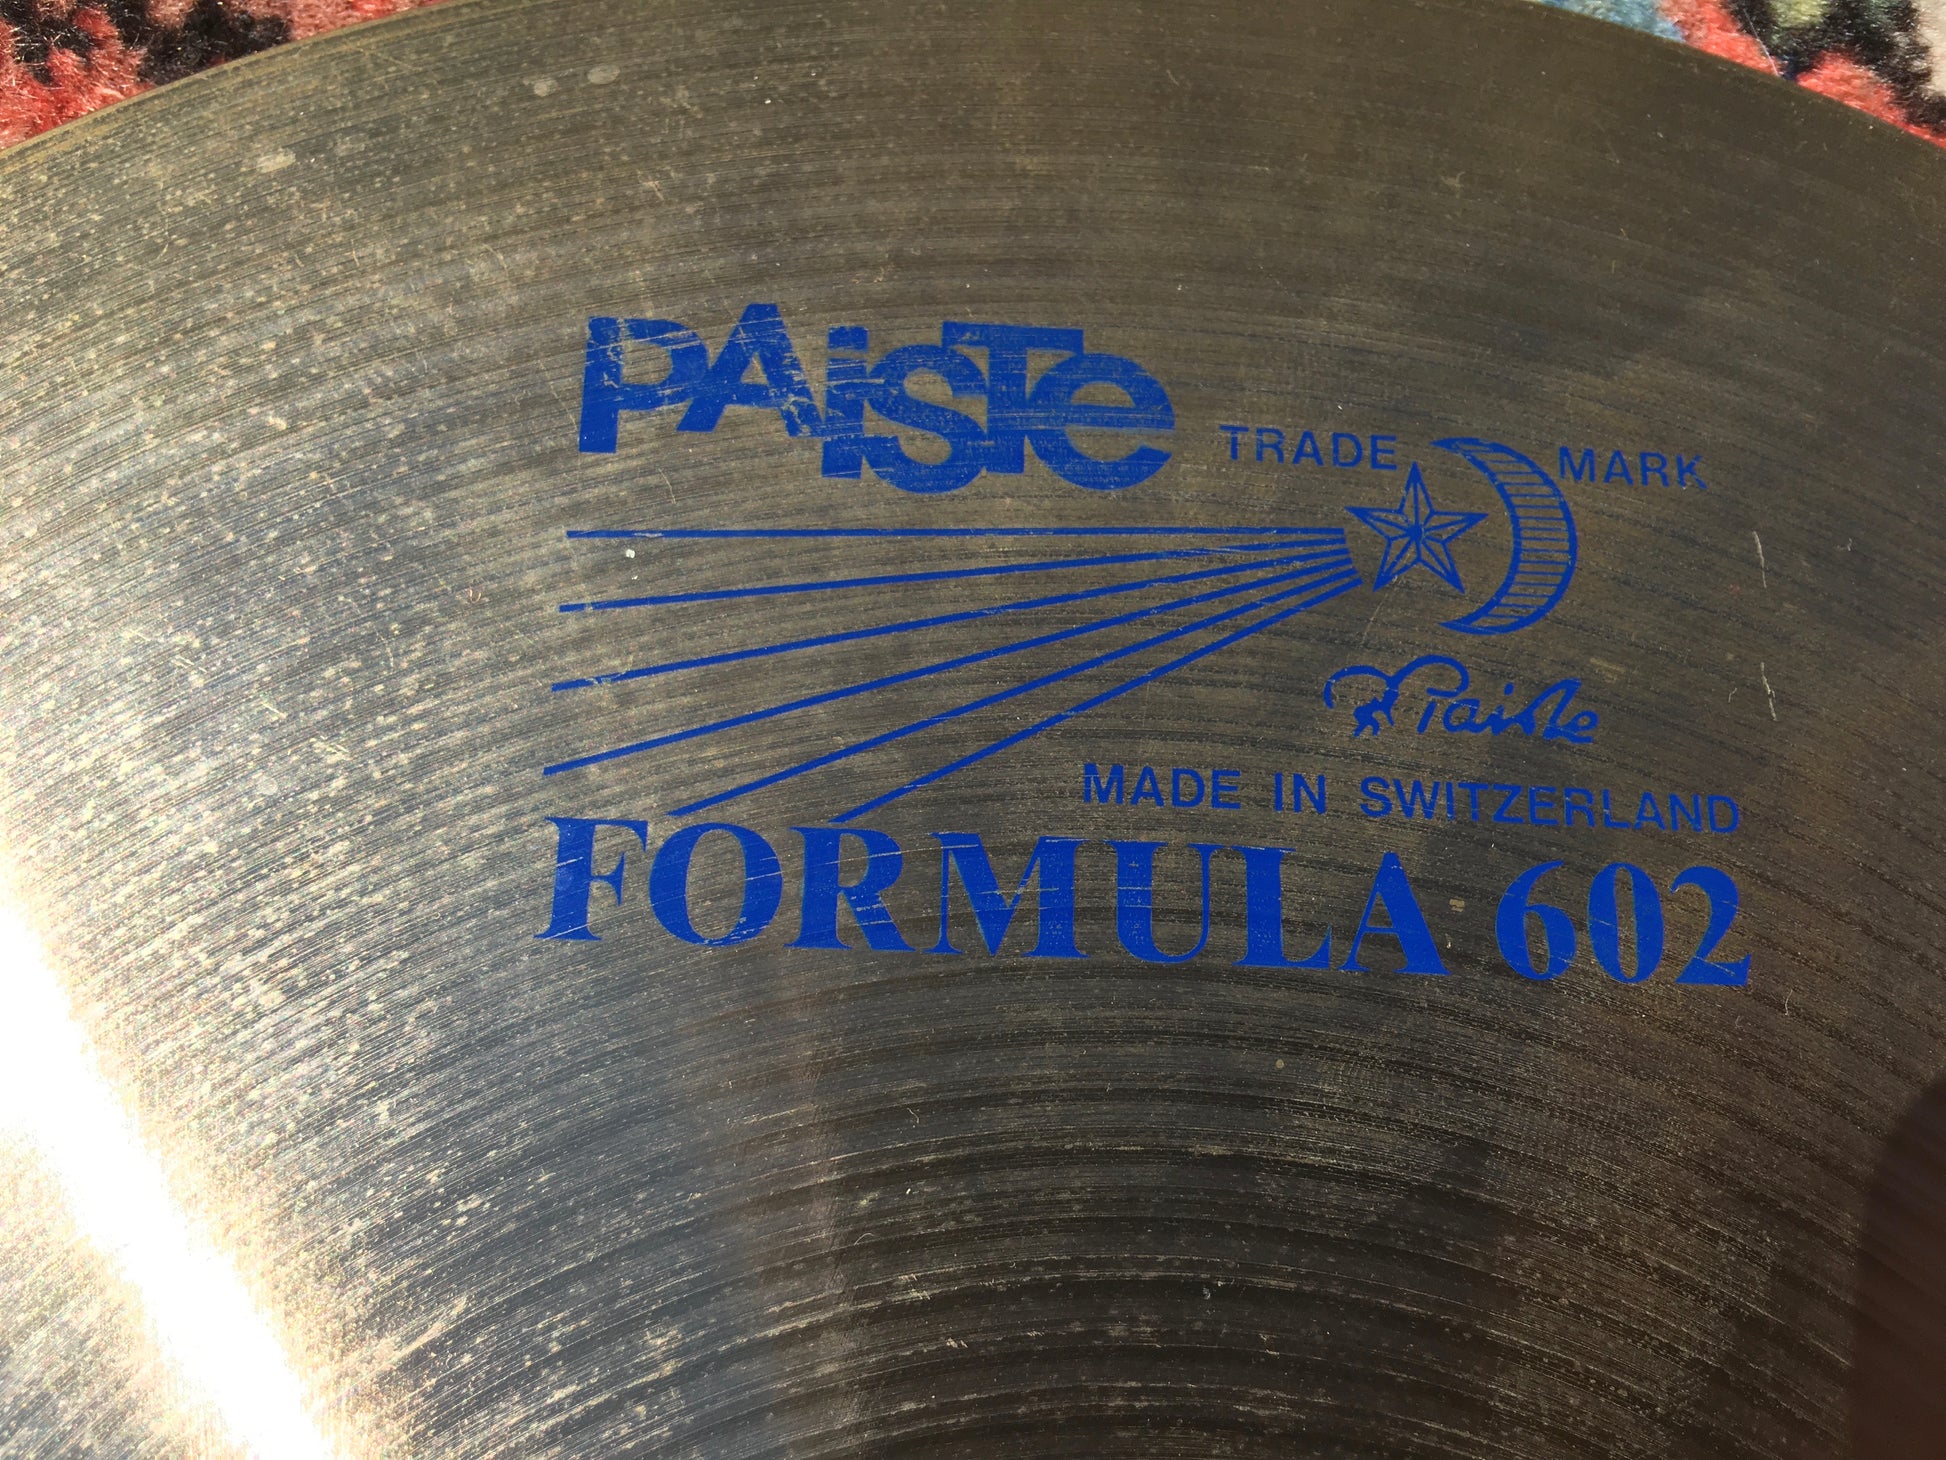 PAiSTe
TRADE MARK
Paiste
MADE IN SWITZERLAND
FORMULA 602